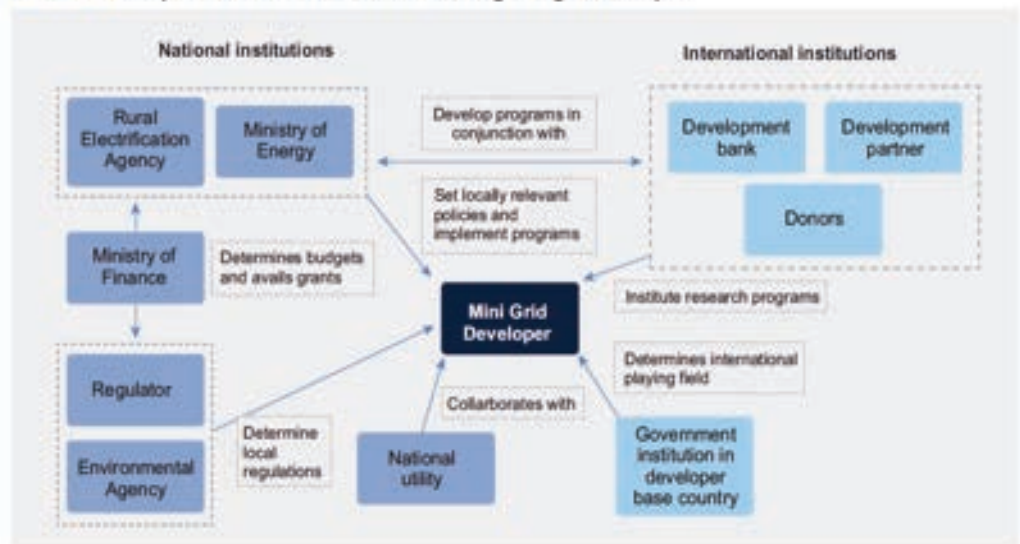 National institutions
International institutions
Rural
Electrification
Agency
Ministry of
Energy
Develop programs in
conjunction with
Development
bank
Development
partner
Donors
Set locally relevant
policies and
implement programs
Ministry of
Finance
Determines budgets
and avails grants
Mini Grid
Developer
Institute research programs
Regulator
Environmental
Agency
Determine
local
regulations
Collarborates with
National
utility
Determines international
playing field
Government
institution in
developer
base country